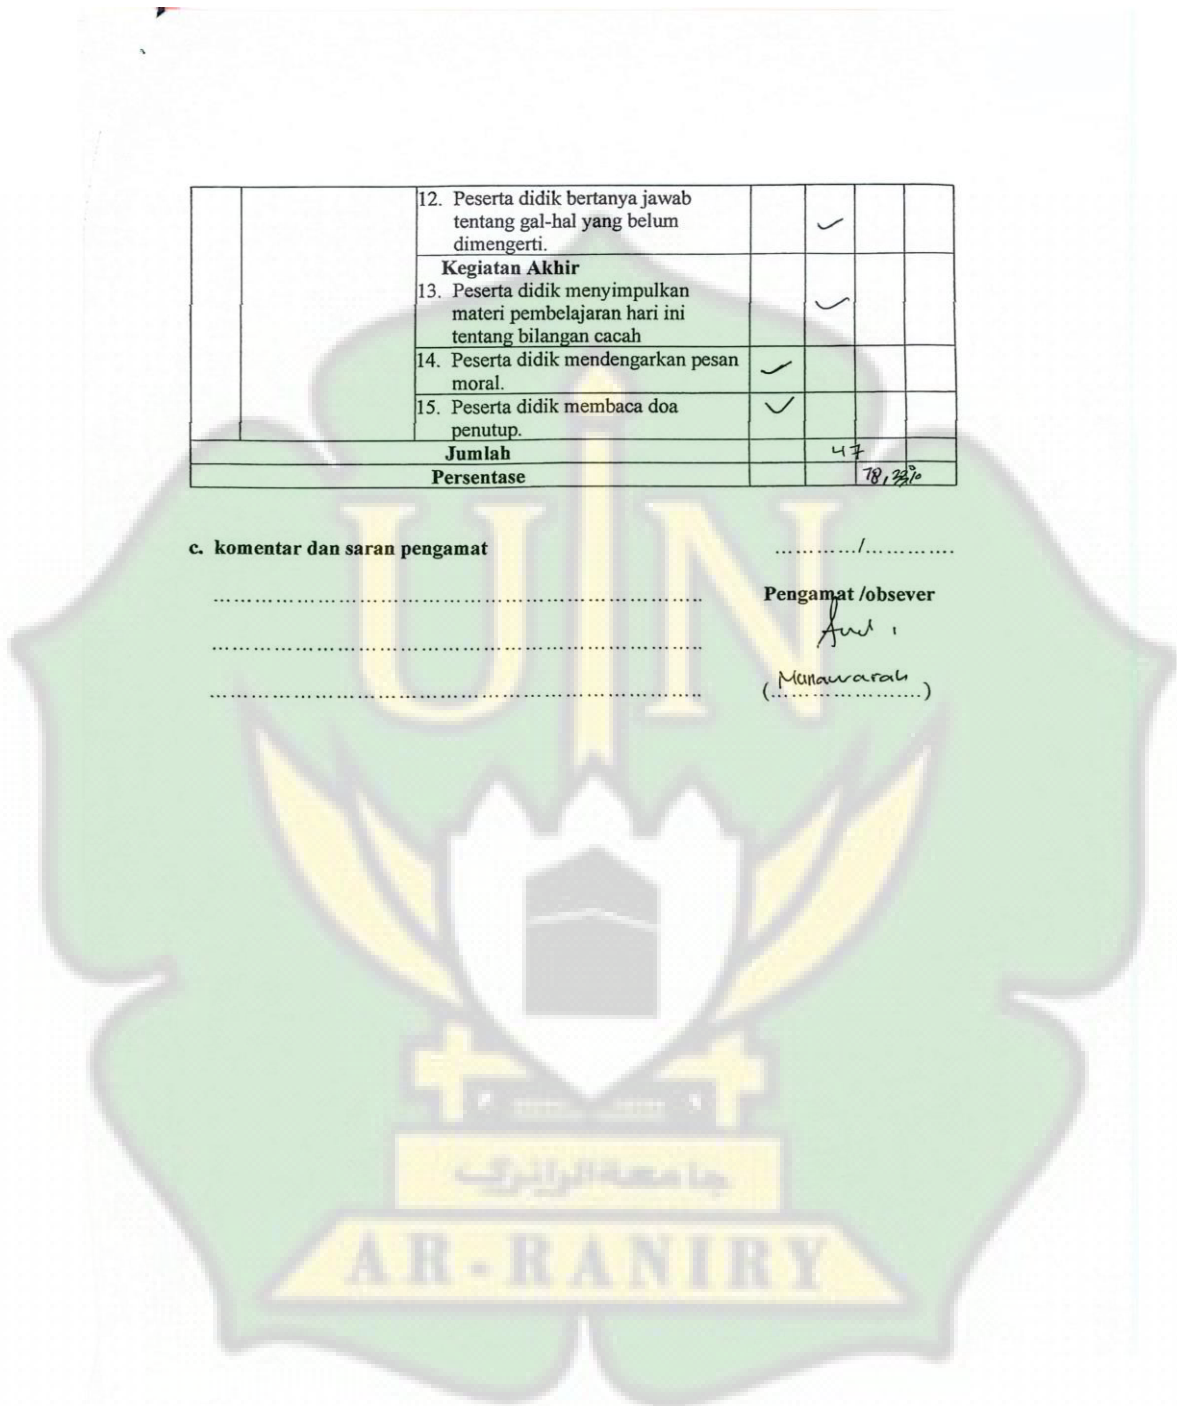 12. Peserta didik bertanya jawab
tentang gal-hal yang belum
dimengerti.
Kegiatan Akhir
13. Peserta didik menyimpulkan
materi pembelajaran hari ini
tentang bilangan cacah
14. Peserta didik mendengarkan pesan
moral.
15. Peserta didik membaca doa
penutup.
Jumlah 47
Persentase 78,33%
c. komentar dan saran pengamat ............/..............
Pengamat /obsever
(Munawarah)
UIN
جامعة الرانري
AR-RANIRY